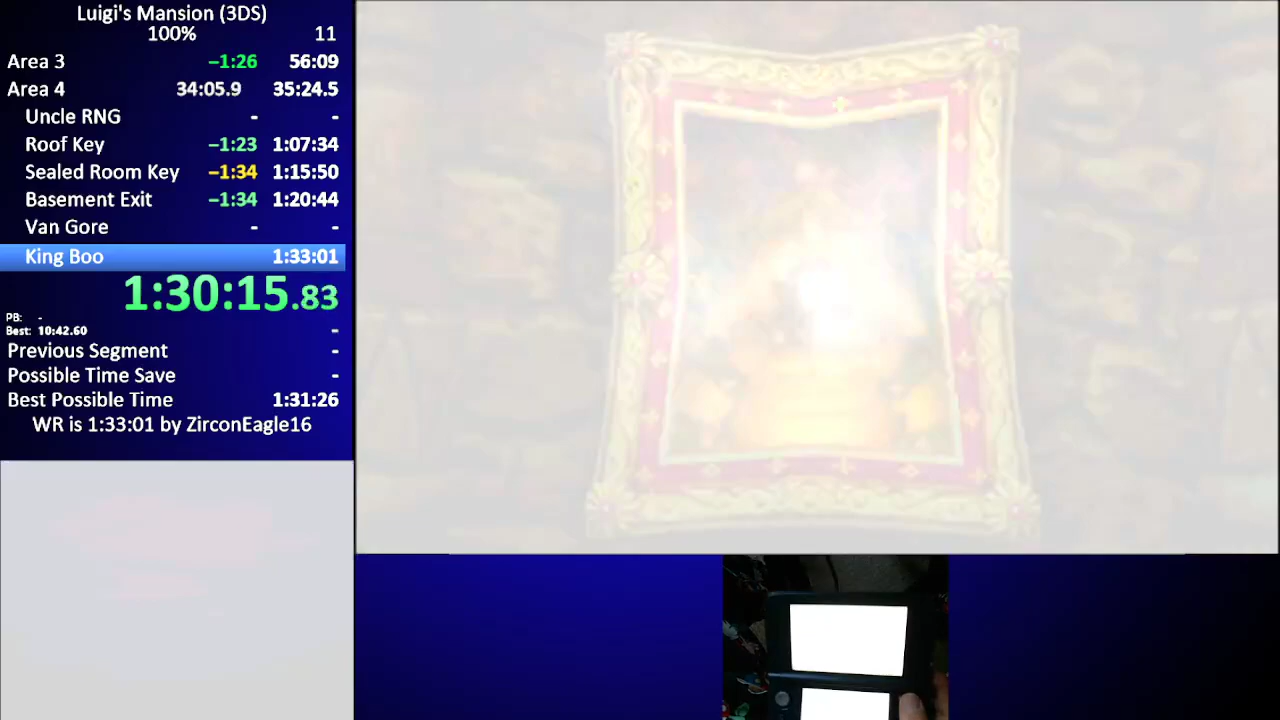 Luigi's Mansion (3DS)
100% 11
Area 3 −1:26 56:09
Area 4 34:05.9 35:24.5
Uncle RNG - -
Roof Key −1:23 1:07:34
Sealed Room Key −1:34 1:15:50
Basement Exit −1:34 1:20:44
Van Gore - -
King Boo 1:33:01
1:30:15.83
PB: -
Best: 10:42.60 -
Previous Segment -
Possible Time Save -
Best Possible Time 1:31:26
WR is 1:33:01 by ZirconEagle16